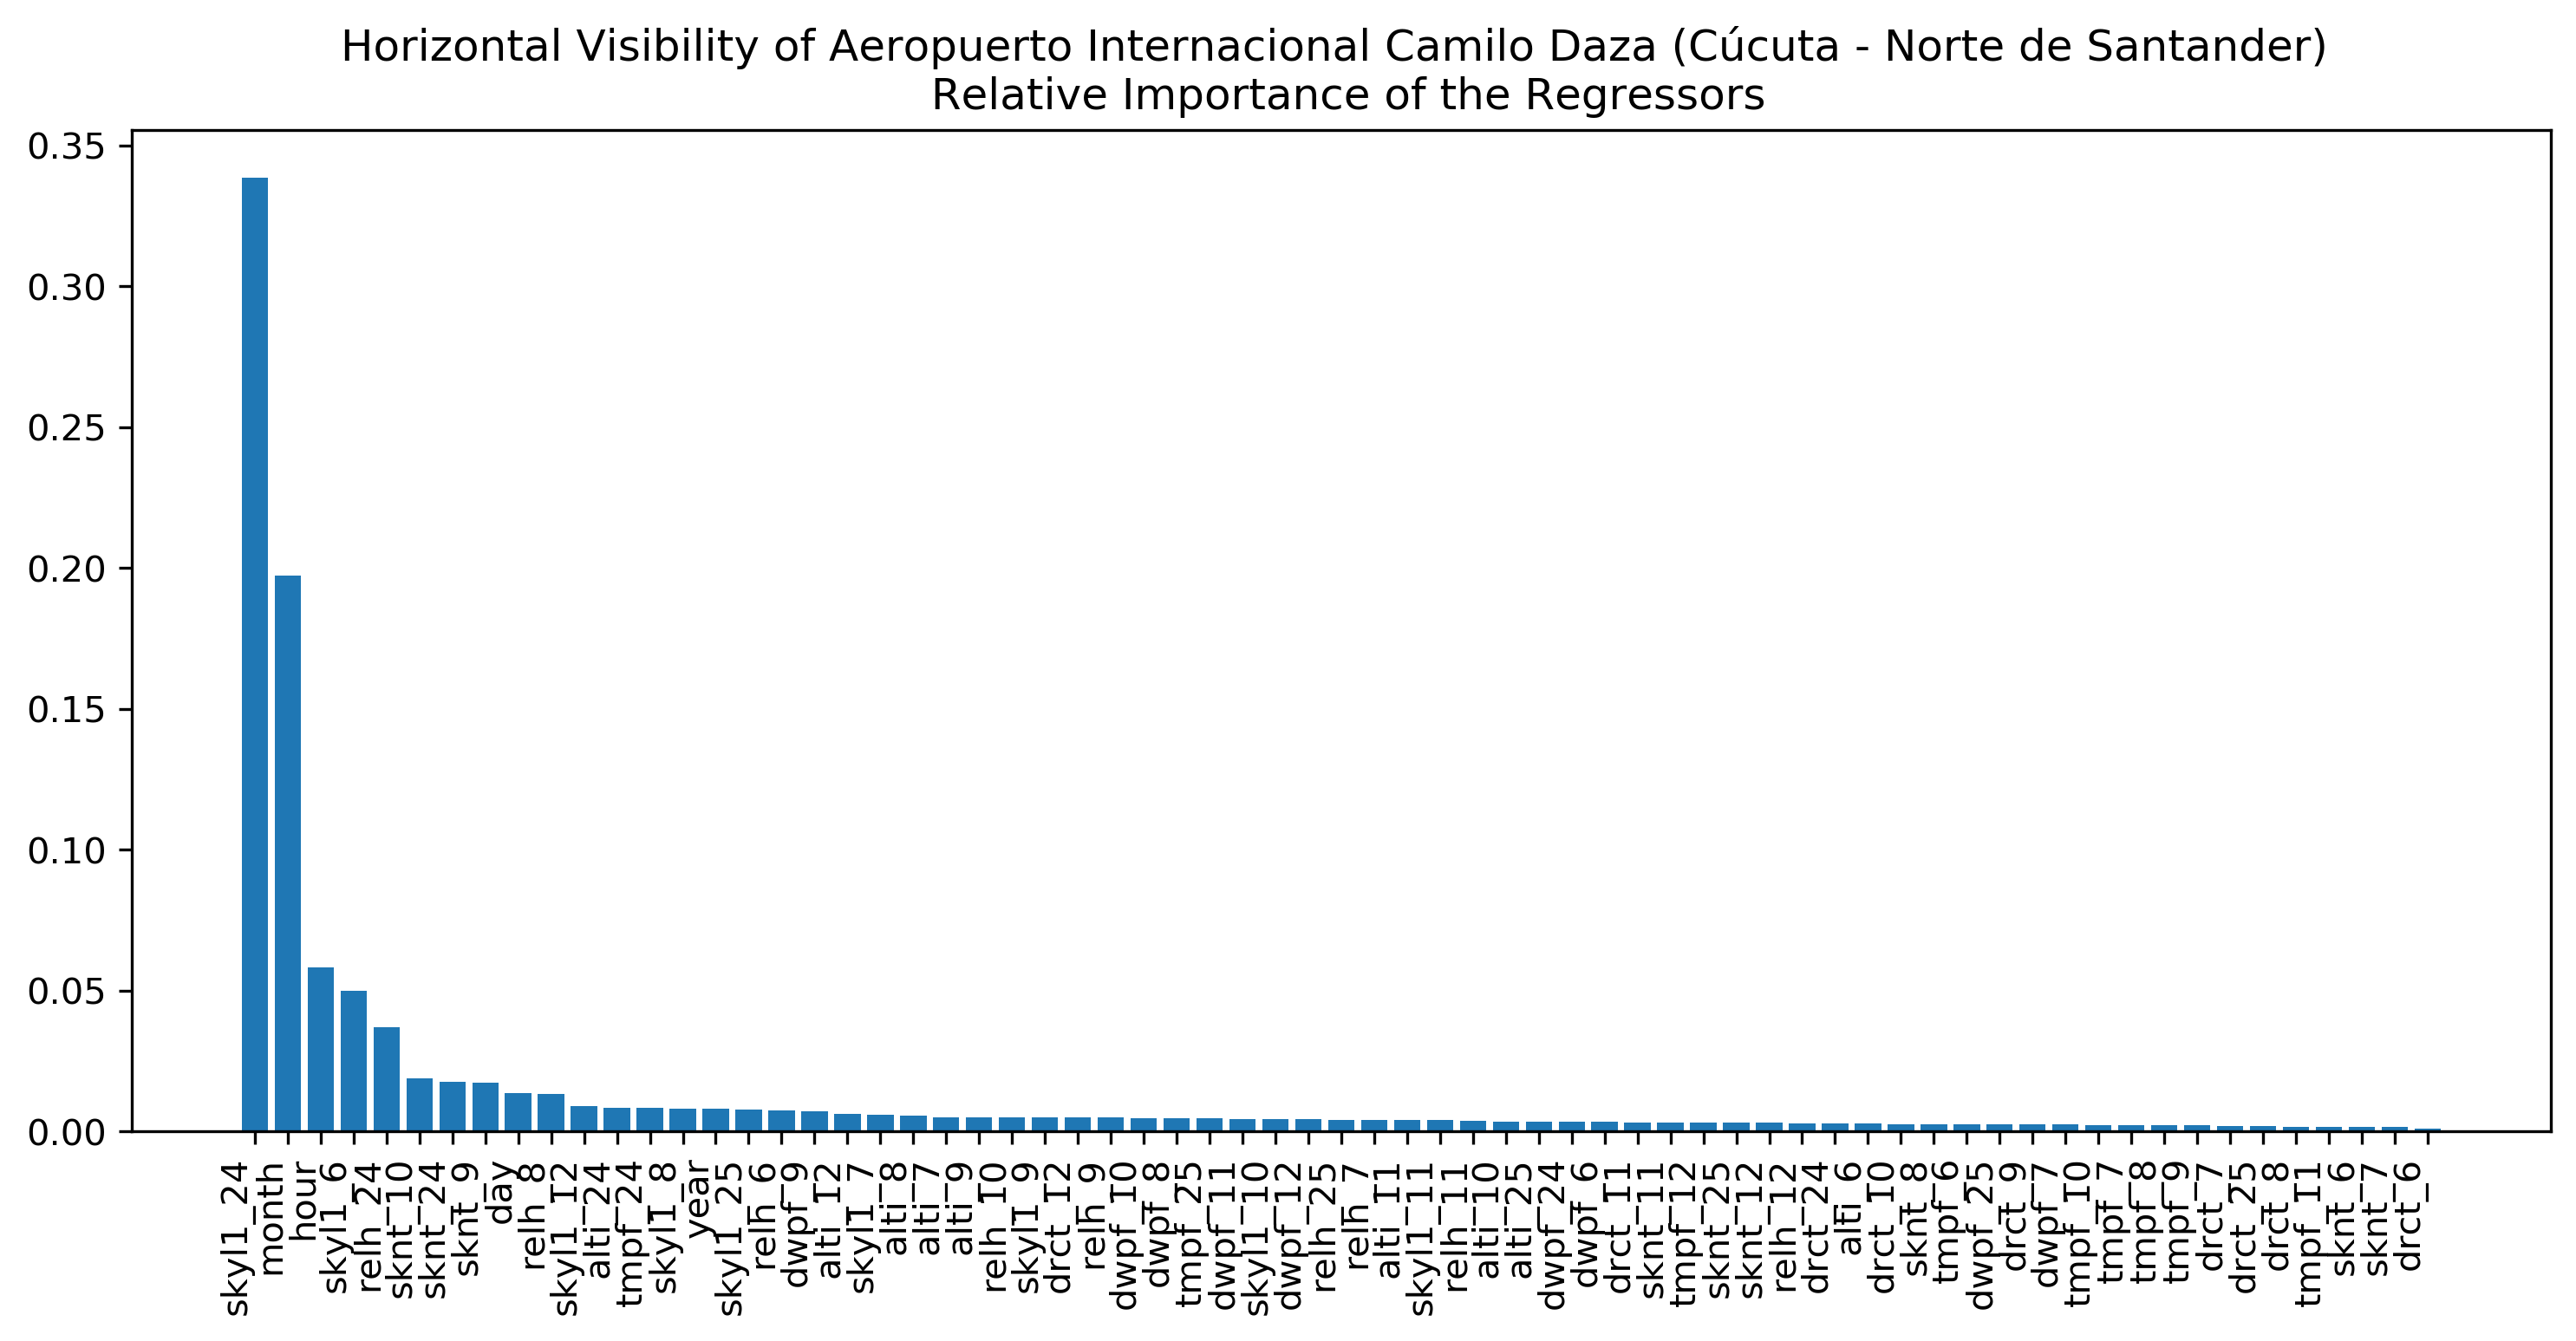 Horizontal Visibility of Aeropuerto Internacional Camilo Daza (Cúcuta - Norte de Santander)
Relative Importance of the Regressors
0.35
0.30
0.25
0.20
0.15
0.10
0.05
0.00
skyl1_24
month
hour
skyl1_6
relh_24
sknt_10
sknt_24
sknt_9
day
relh_8
skyl1_12
alti_24
tmpf_24
skyl1_8
year
skyl1_25
relh_6
dwpf_9
alti_12
skyl1_7
alti_8
alti_7
alti_9
relh_10
skyl1_9
drct_12
relh_9
dwpf_10
dwpf_8
tmpf_25
dwpf_11
skyl1_10
dwpf_12
relh_25
relh_7
alti_11
skyl1_11
relh_11
alti_10
alti_25
dwpf_24
dwpf_6
drct_11
sknt_11
tmpf_12
sknt_25
sknt_12
relh_12
drct_24
alti_6
drct_10
sknt_8
tmpf_6
dwpf_25
drct_9
dwpf_7
tmpf_10
tmpf_7
tmpf_8
tmpf_9
drct_7
drct_25
drct_8
tmpf_11
sknt_6
sknt_7
drct_6